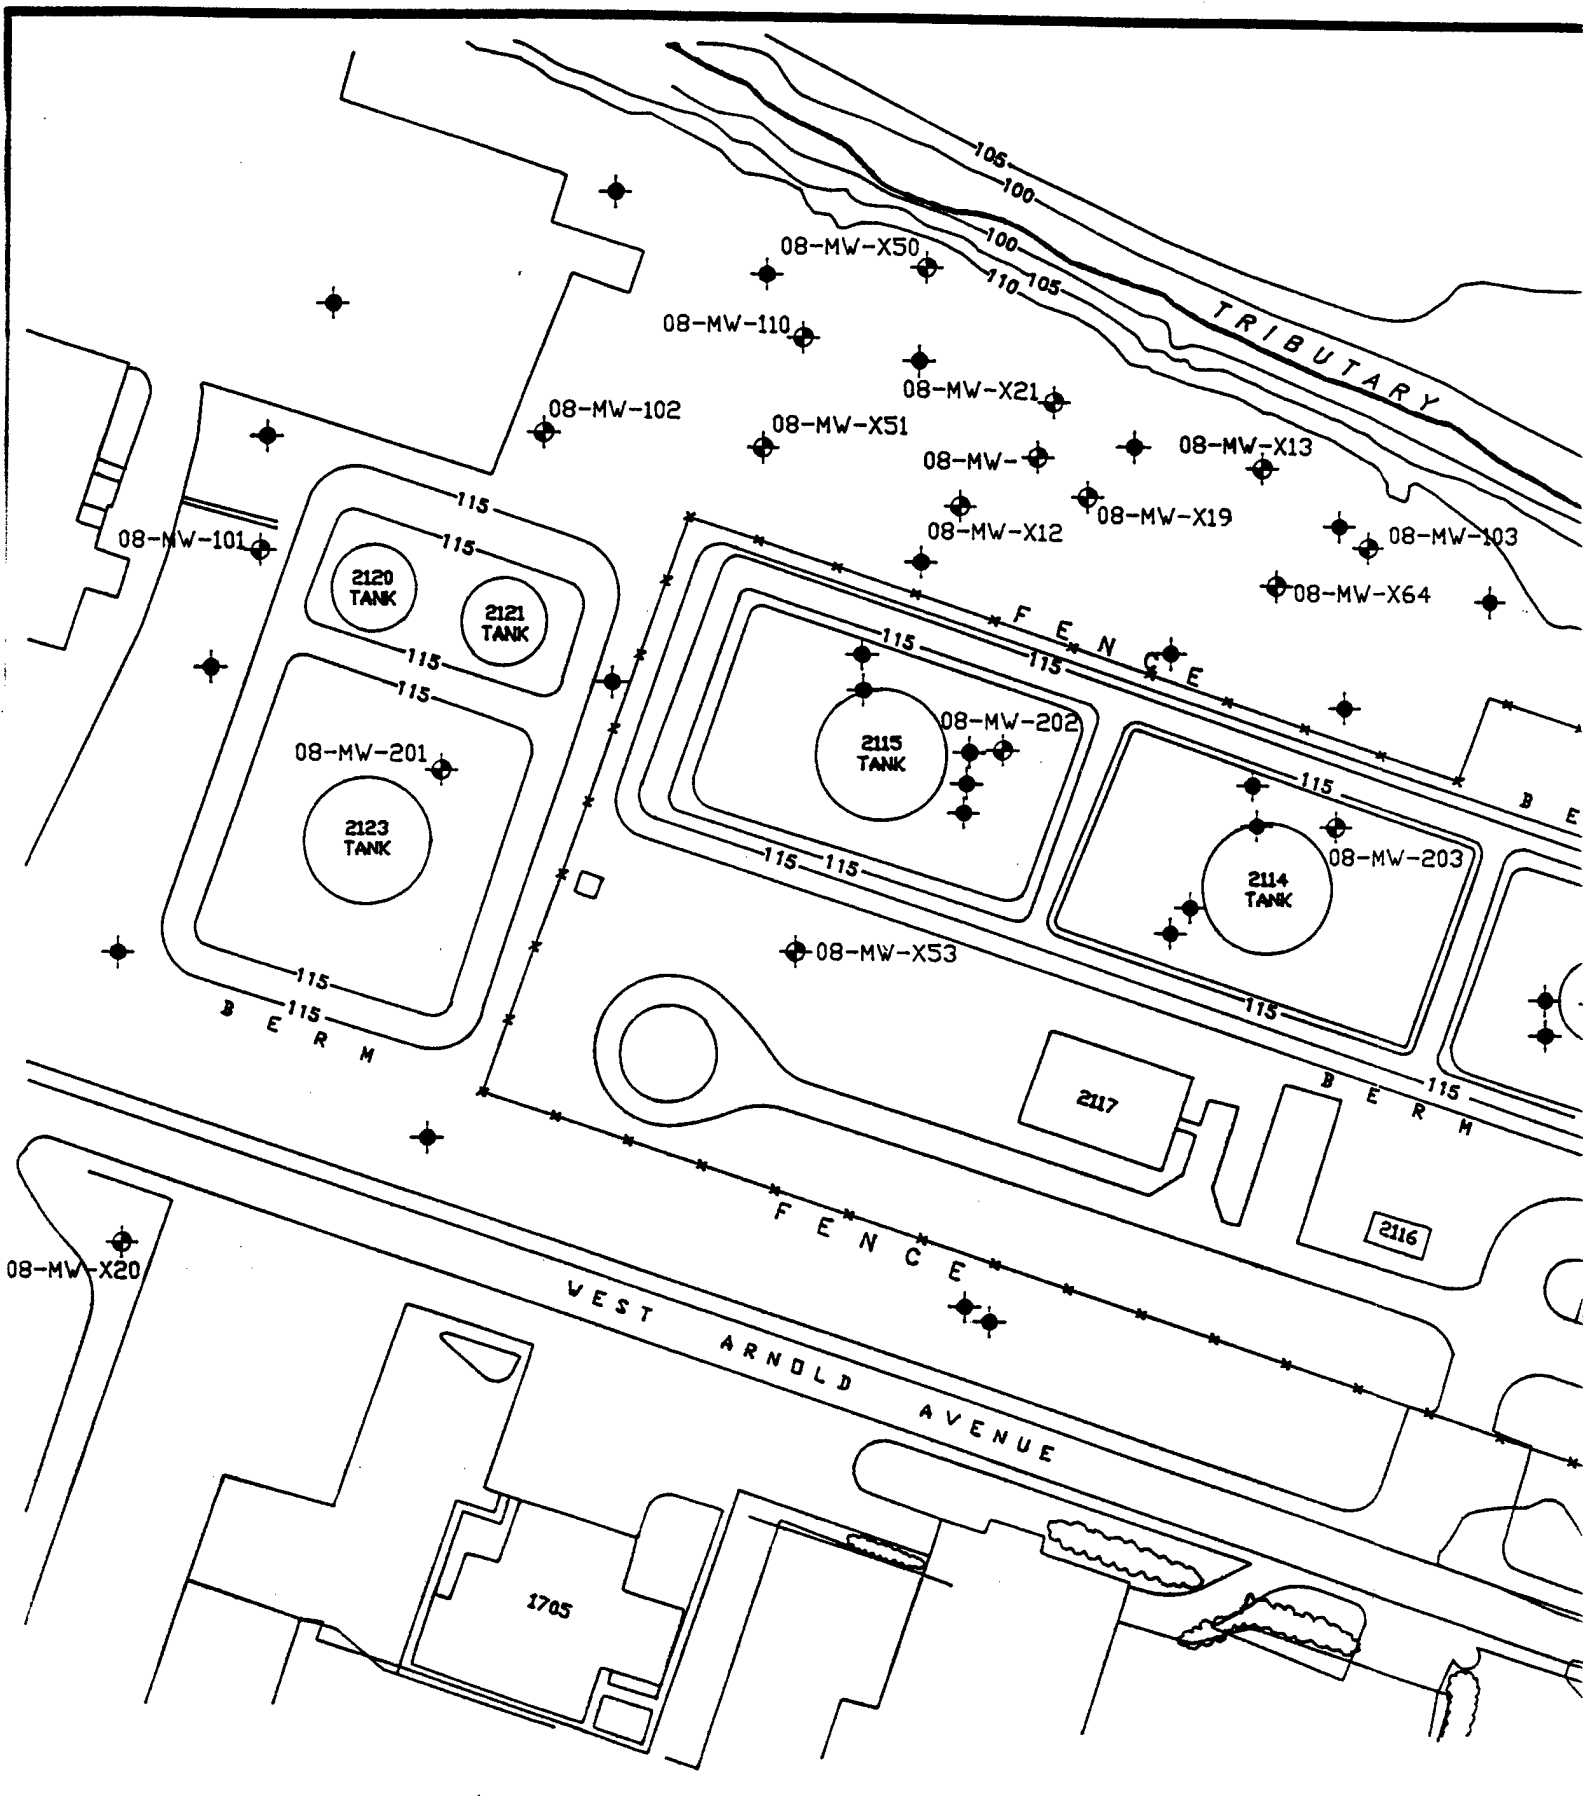 105
100
08-MW-X50
100
110
105
TRIBUTARY
08-MW-110
08-MW-X21
08-MW-102
08-MW-X51
08-MW-X13
08-MW-
115
08-MW-X19
08-MW-X12
08-MW-103
08-MW-101
115
2120
TANK
08-MW-X64
2121
TANK
FENCE
115
115
115
115
08-MW-202
2115
TANK
08-MW-201
115
BE
2123
TANK
08-MW-203
115
115
2114
TANK
08-MW-X53
115
115
115
BERM
BERM
115
2117
2116
FENCE
08-MW-X20
WEST ARNOLD AVENUE
1705